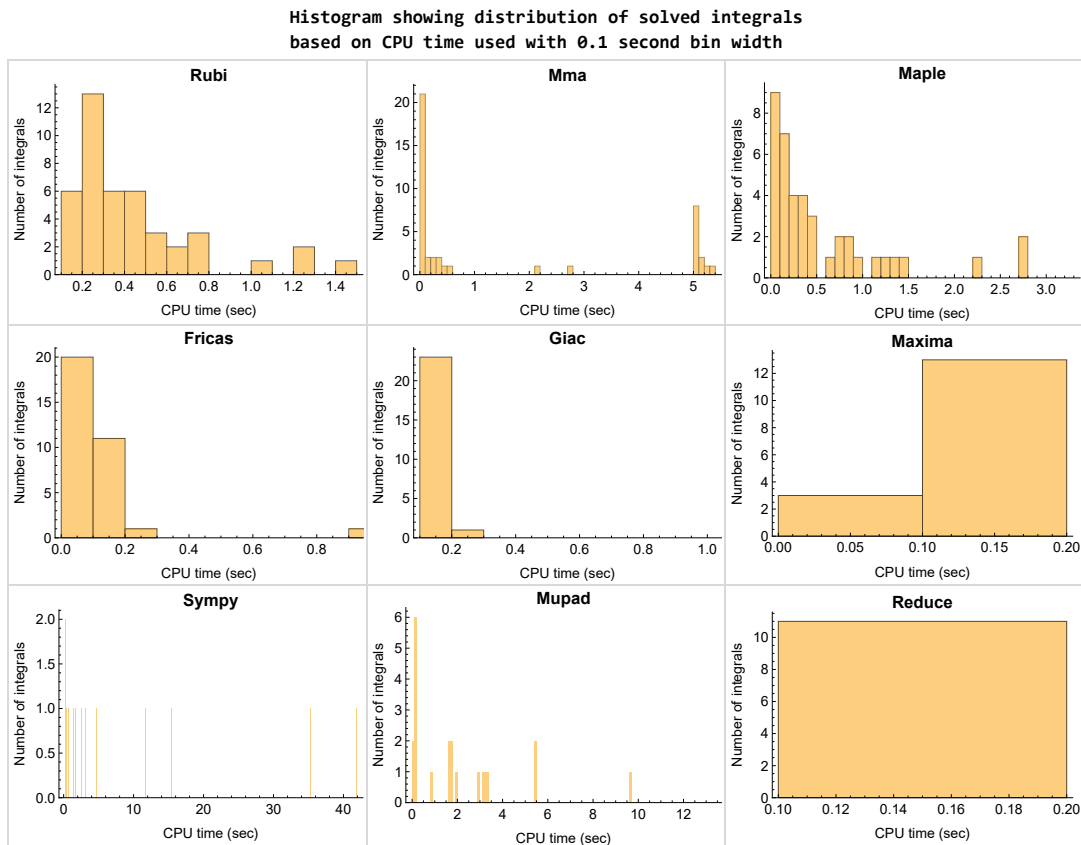 Histogram showing distribution of solved integrals
based on CPU time used with 0.1 second bin width
Rubi
Number of integrals
12
10
8
6
4
2
0
0.2 0.4 0.6 0.8 1.0 1.2 1.4
CPU time (sec)
Mma
Number of integrals
20
15
10
5
0
0 1 2 3 4 5
CPU time (sec)
Maple
Number of integrals
8
6
4
2
0
0.0 0.5 1.0 1.5 2.0 2.5 3.0
CPU time (sec)
Fricas
Number of integrals
20
15
10
5
0
0.0 0.2 0.4 0.6 0.8
CPU time (sec)
Giac
Number of integrals
20
15
10
5
0
0.2 0.4 0.6 0.8 1.0
CPU time (sec)
Maxima
Number of integrals
12
10
8
6
4
2
0
0.00 0.05 0.10 0.15 0.20
CPU time (sec)
Sympy
Number of integrals
2.0
1.5
1.0
0.5
0.0
0 10 20 30 40
CPU time (sec)
Mupad
Number of integrals
6
5
4
3
2
1
0
0 2 4 6 8 10 12
CPU time (sec)
Reduce
Number of integrals
10
8
6
4
2
0
0.10 0.12 0.14 0.16 0.18 0.20
CPU time (sec)